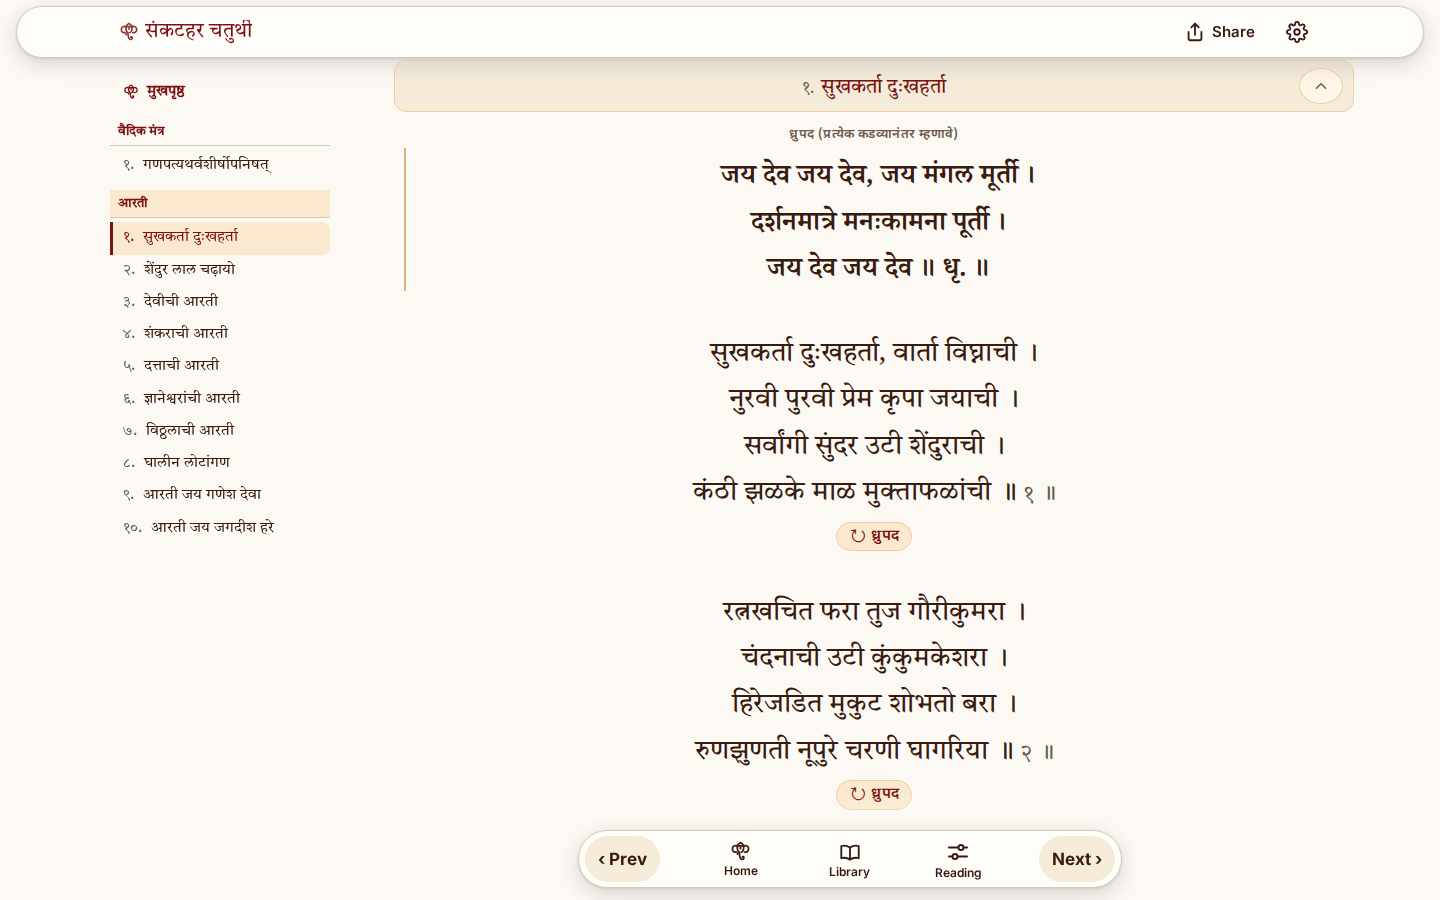 संकटहर चतुर्थी
Share
मुखपृष्ठ
वैदिक मंत्र
१. गणपत्यथर्वशीर्षोपनिषत्
आरती
१. सुखकर्ता दुःखहर्ता
२. शेंदुर लाल चढ़ायो
३. देवीची आरती
४. शंकराची आरती
५. दत्ताची आरती
६. ज्ञानेश्वरांची आरती
७. विठ्ठलाची आरती
८. घालीन लोटांगण
९. आरती जय गणेश देवा
१०. आरती जय जगदीश हरे
१. सुखकर्ता दुःखहर्ता
ध्रुपद (प्रत्येक कडव्यानंतर म्हणावे)
जय देव जय देव, जय मंगल मूर्ती ।
दर्शनमात्रे मनःकामना पूर्ती ।
जय देव जय देव ॥ धृ. ॥
सुखकर्ता दुःखहर्ता, वार्ता विघ्नाची ।
नुरवी पुरवी प्रेम कृपा जयाची ।
सर्वांगी सुंदर उटी शेंदुराची ।
कंठी झळके माळ मुक्ताफळांची ॥ १ ॥
ध्रुपद
रत्नखचित फरा तुज गौरीकुमरा ।
चंदनाची उटी कुंकुमकेशरा ।
हिरेजडित मुकुट शोभतो बरा ।
रुणझुणती नूपुरे चरणी घागरिया ॥ २ ॥
ध्रुपद
‹ Prev
Home
Library
Reading
Next ›